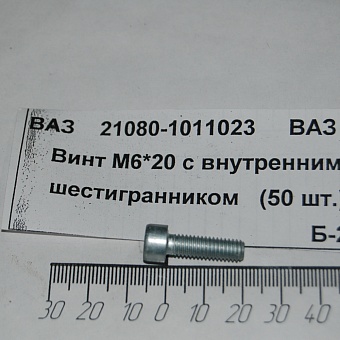 ВАЗ 21080-1011023 ВАЗ
Винт М6*20 с внутренним
шестигранником (50 шт.)
Б-2
30 20 10 0 10 20 30 40